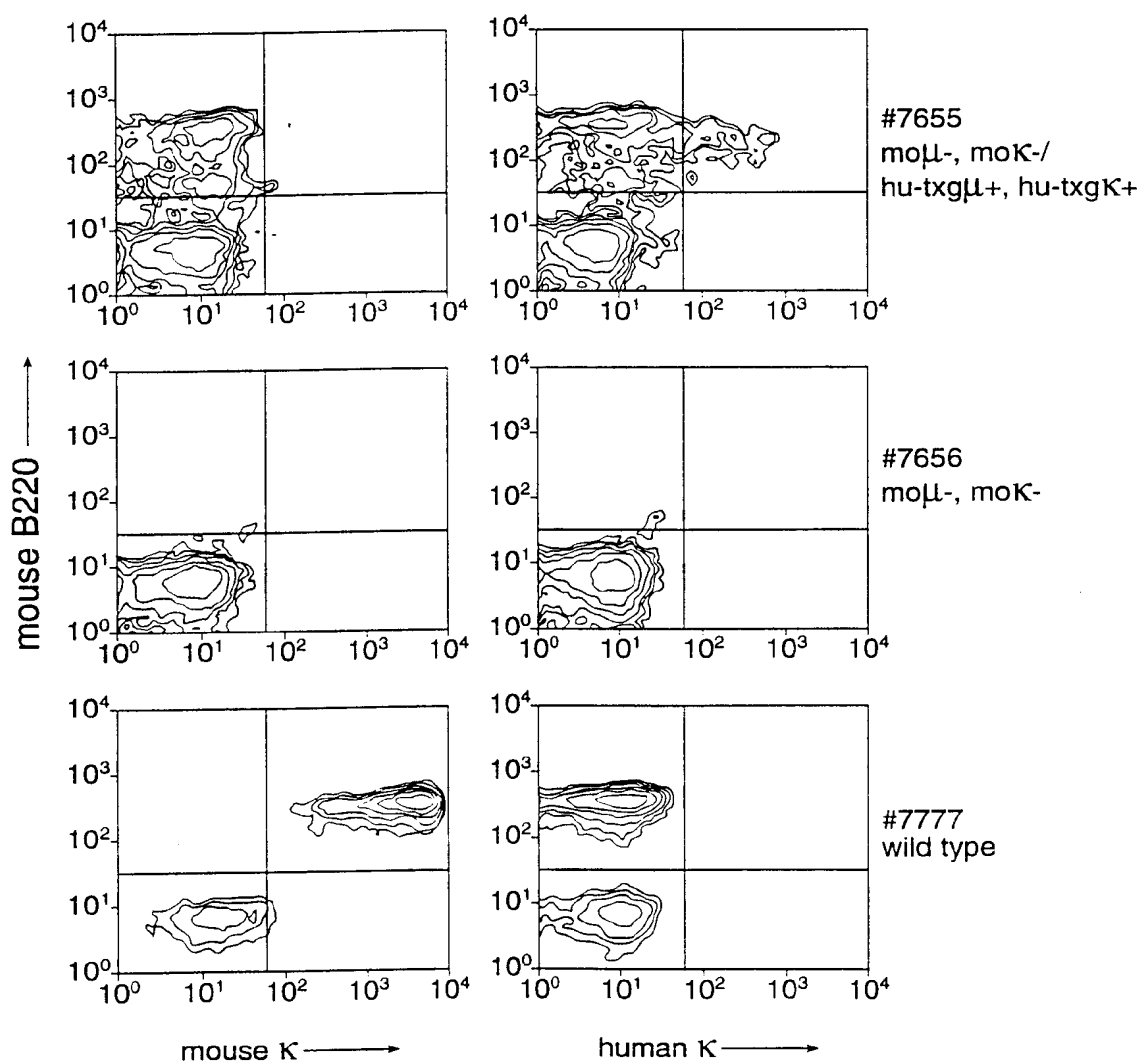 mouse B220
10⁴
10³
10²
10¹
10⁰
10⁰ 10¹ 10² 10³ 10⁴
10⁴
10³
10²
10¹
10⁰
10⁰ 10¹ 10² 10³ 10⁴
#7655
moμ-, moκ-/
hu-txgμ+, hu-txgκ+
10⁴
10³
10²
10¹
10⁰
10⁰ 10¹ 10² 10³ 10⁴
10⁴
10³
10²
10¹
10⁰
10⁰ 10¹ 10² 10³ 10⁴
#7656
moμ-, moκ-
10⁴
10³
10²
10¹
10⁰
10⁰ 10¹ 10² 10³ 10⁴
10⁴
10³
10²
10¹
10⁰
10⁰ 10¹ 10² 10³ 10⁴
#7777
wild type
mouse κ
human κ